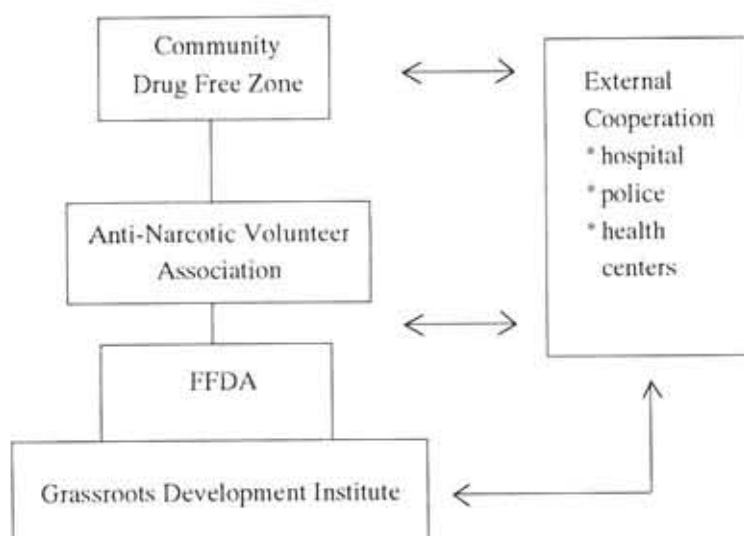 Community
Drug Free Zone
Anti-Narcotic Volunteer
Association
FFDA
Grassroots Development Institute
External
Cooperation
* hospital
* police
* health
centers